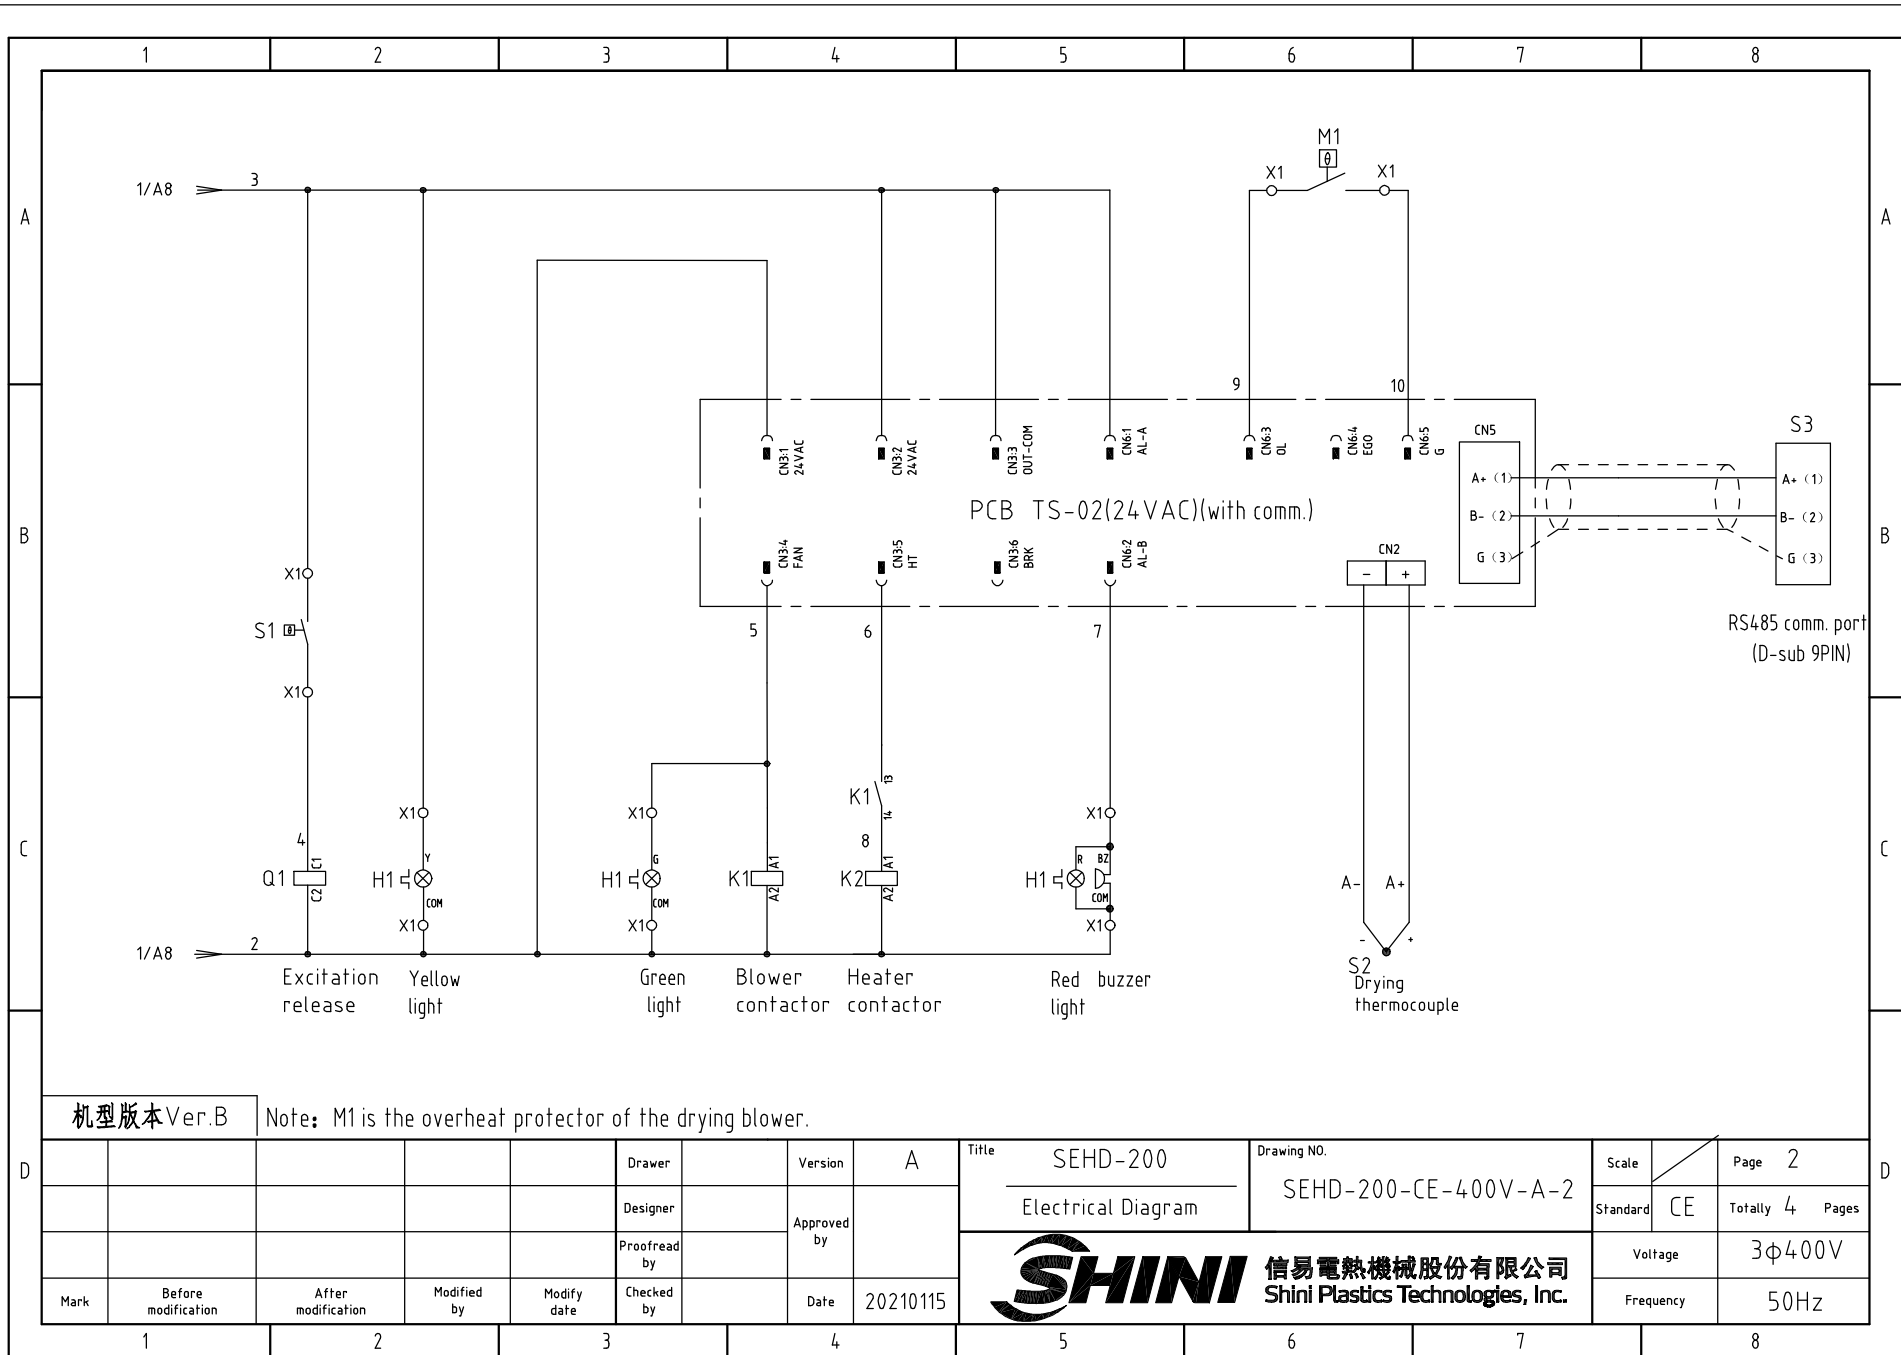 1 2 3 4 5 6 7 8
M1
θ
X1 X1
1/A8 3
A A
9 10
CN3:1 24VAC
CN3:2 24VAC
CN3:3 OUT-COM
CN6:1 AL-A
CN6:3 OL
CN6:4 EGO
CN6:5 G
CN5
S3
A+ (1) A+ (1)
PCB TS-02(24VAC)(with comm.)
B- (2) B- (2)
B B
CN3:4 FAN
CN3:5 HT
CN3:6 BRK
CN6:2 AL-B
CN2
- +
G (3) G (3)
X1
S1 θ
5 6 7
RS485 comm. port
(D-sub 9PIN)
X1
K1 13 14
X1 X1 X1
4 8
C C
Q1 C1 C2
H1 Y COM
H1 G COM
K1 A1 A2
K2 A1 A2
H1 R BZ COM
A- A+
X1 X1 X1
1/A8 2
- +
S2
Drying
thermocouple
Excitation
release
Yellow
light
Green
light
Blower
contactor
Heater
contactor
Red
light
buzzer
机型版本Ver.B
Note: M1 is the overheat protector of the drying blower.
D D
Drawer Version A
Designer
Proofread
by
Approved
by
Mark
Before
modification
After
modification
Modified
by
Modify
date
Checked
by
Date 20210115
Title SEHD-200
Electrical Diagram
Drawing NO.
SEHD-200-CE-400V-A-2
Scale Page 2
Standard CE Totally 4 Pages
Voltage 3φ400V
Frequency 50Hz
SHINI
信易電熱機械股份有限公司
Shini Plastics Technologies, Inc.
1 2 3 4 5 6 7 8